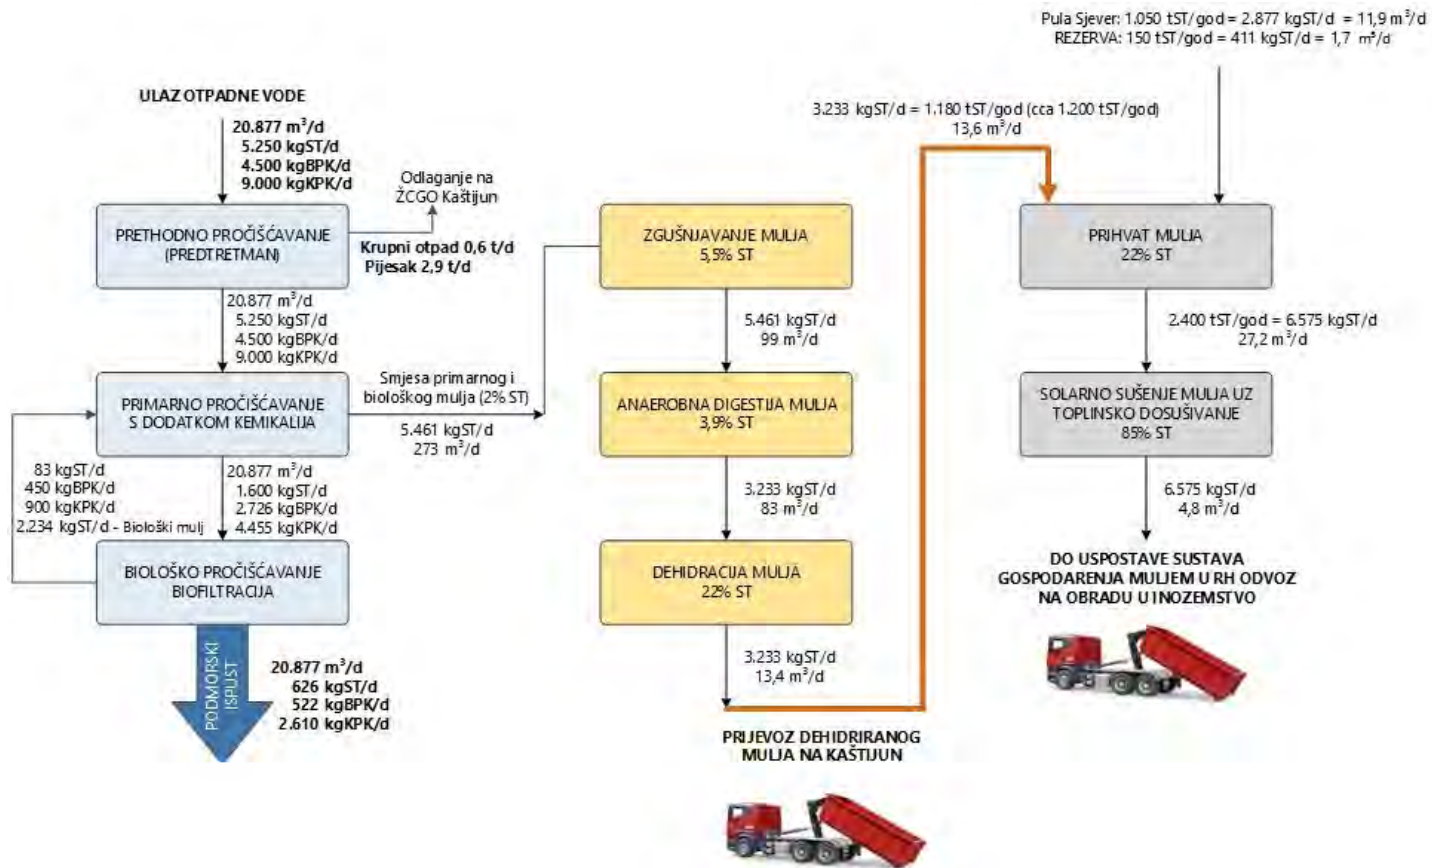 Pula Sjever: 1.050 tST/god = 2.877 kgST/d = 11,9 m³/d
REZERVA: 150 tST/god = 411 kgST/d = 1,7 m³/d
ULAZ OTPADNE VODE
20.877 m³/d
5.250 kgST/d
4.500 kgBPK/d
9.000 kgKPK/d
PRETHODNO PROČIŠĆAVANJE
(PREDTRETMAN)
Odlaganje na
ŽCGO Kaštijun
Krupni otpad 0,6 t/d
Pijesak 2,9 t/d
20.877 m³/d
5.250 kgST/d
4.500 kgBPK/d
9.000 kgKPK/d
PRIMARNO PROČIŠĆAVANJE
S DODATKOM KEMIKALIJA
Smjesa primarnog i
biološkog mulja (2% ST)
5.461 kgST/d
273 m³/d
83 kgST/d
450 kgBPK/d
900 kgKPK/d
2.234 kgST/d - Biološki mulj
20.877 m³/d
1.600 kgST/d
2.726 kgBPK/d
4.455 kgKPK/d
BIOLOŠKO PROČIŠĆAVANJE
BIOFILTRACIJA
PODMORSKI
ISPUST
20.877 m³/d
626 kgST/d
522 kgBPK/d
2.610 kgKPK/d
ZGUŠNJAVANJE MULJA
5,5% ST
5.461 kgST/d
99 m³/d
ANAEROBNA DIGESTIJA MULJA
3,9% ST
3.233 kgST/d
83 m³/d
DEHIDRACIJA MULJA
22% ST
3.233 kgST/d
13,4 m³/d
PRIJEVOZ DEHIDRIRANOG
MULJA NA KAŠTIJUN
3.233 kgST/d = 1.180 tST/god (cca 1.200 tST/god)
13,6 m³/d
PRIHVAT MULJA
22% ST
2.400 tST/god = 6.575 kgST/d
27,2 m³/d
SOLARNO SUŠENJE MULJA UZ
TOPLINSKO DOSUŠIVANJE
85% ST
6.575 kgST/d
4,8 m³/d
DO USPOSTAVE SUSTAVA
GOSPODARENJA MULJEM U RH ODVOZ
NA OBRADU U INOZEMSTVO